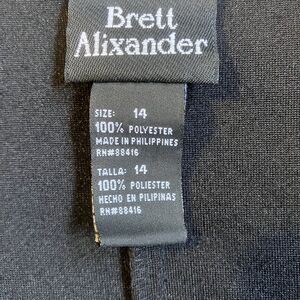 Brett
Alixander
SIZE: 14
100% POLYESTER
MADE IN PHILIPPINES
RN#88416
TALLA: 14
100% POLIESTER
HECHO EN PILIPINAS
RN#88416